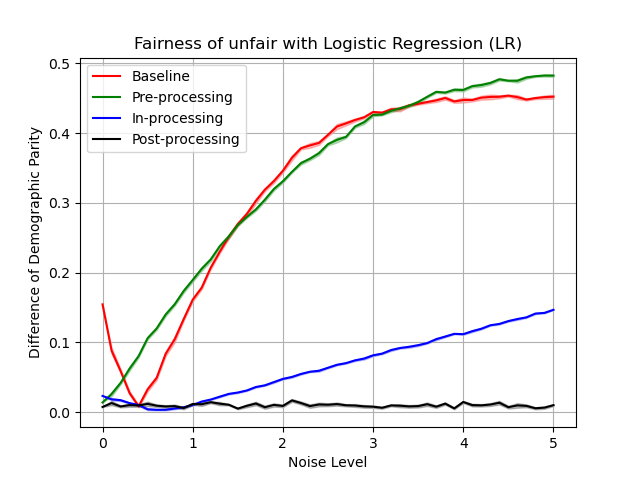 Fairness of unfair with Logistic Regression (LR)
Difference of Demographic Parity
0.5
0.4
0.3
0.2
0.1
0.0
Baseline
Pre-processing
In-processing
Post-processing
0 1 2 3 4 5
Noise Level